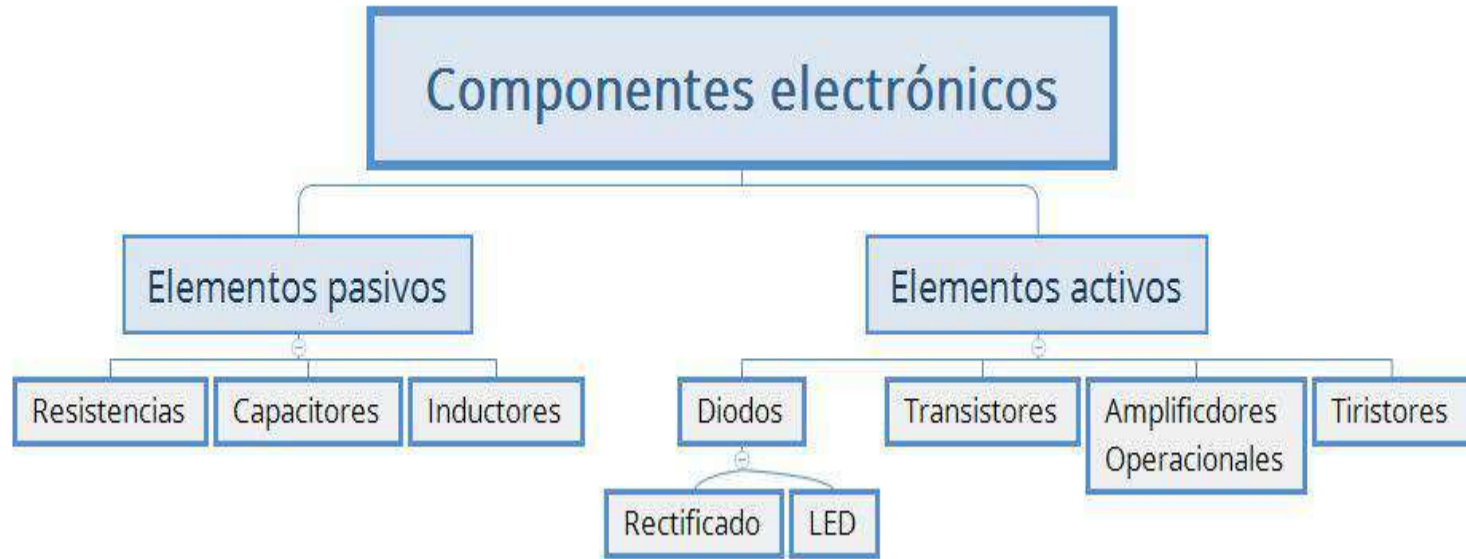 Componentes electrónicos
Elementos pasivos
Elementos activos
Resistencias
Capacitores
Inductores
Diodos
Transistores
Amplificdores
Operacionales
Tiristores
Rectificado
LED